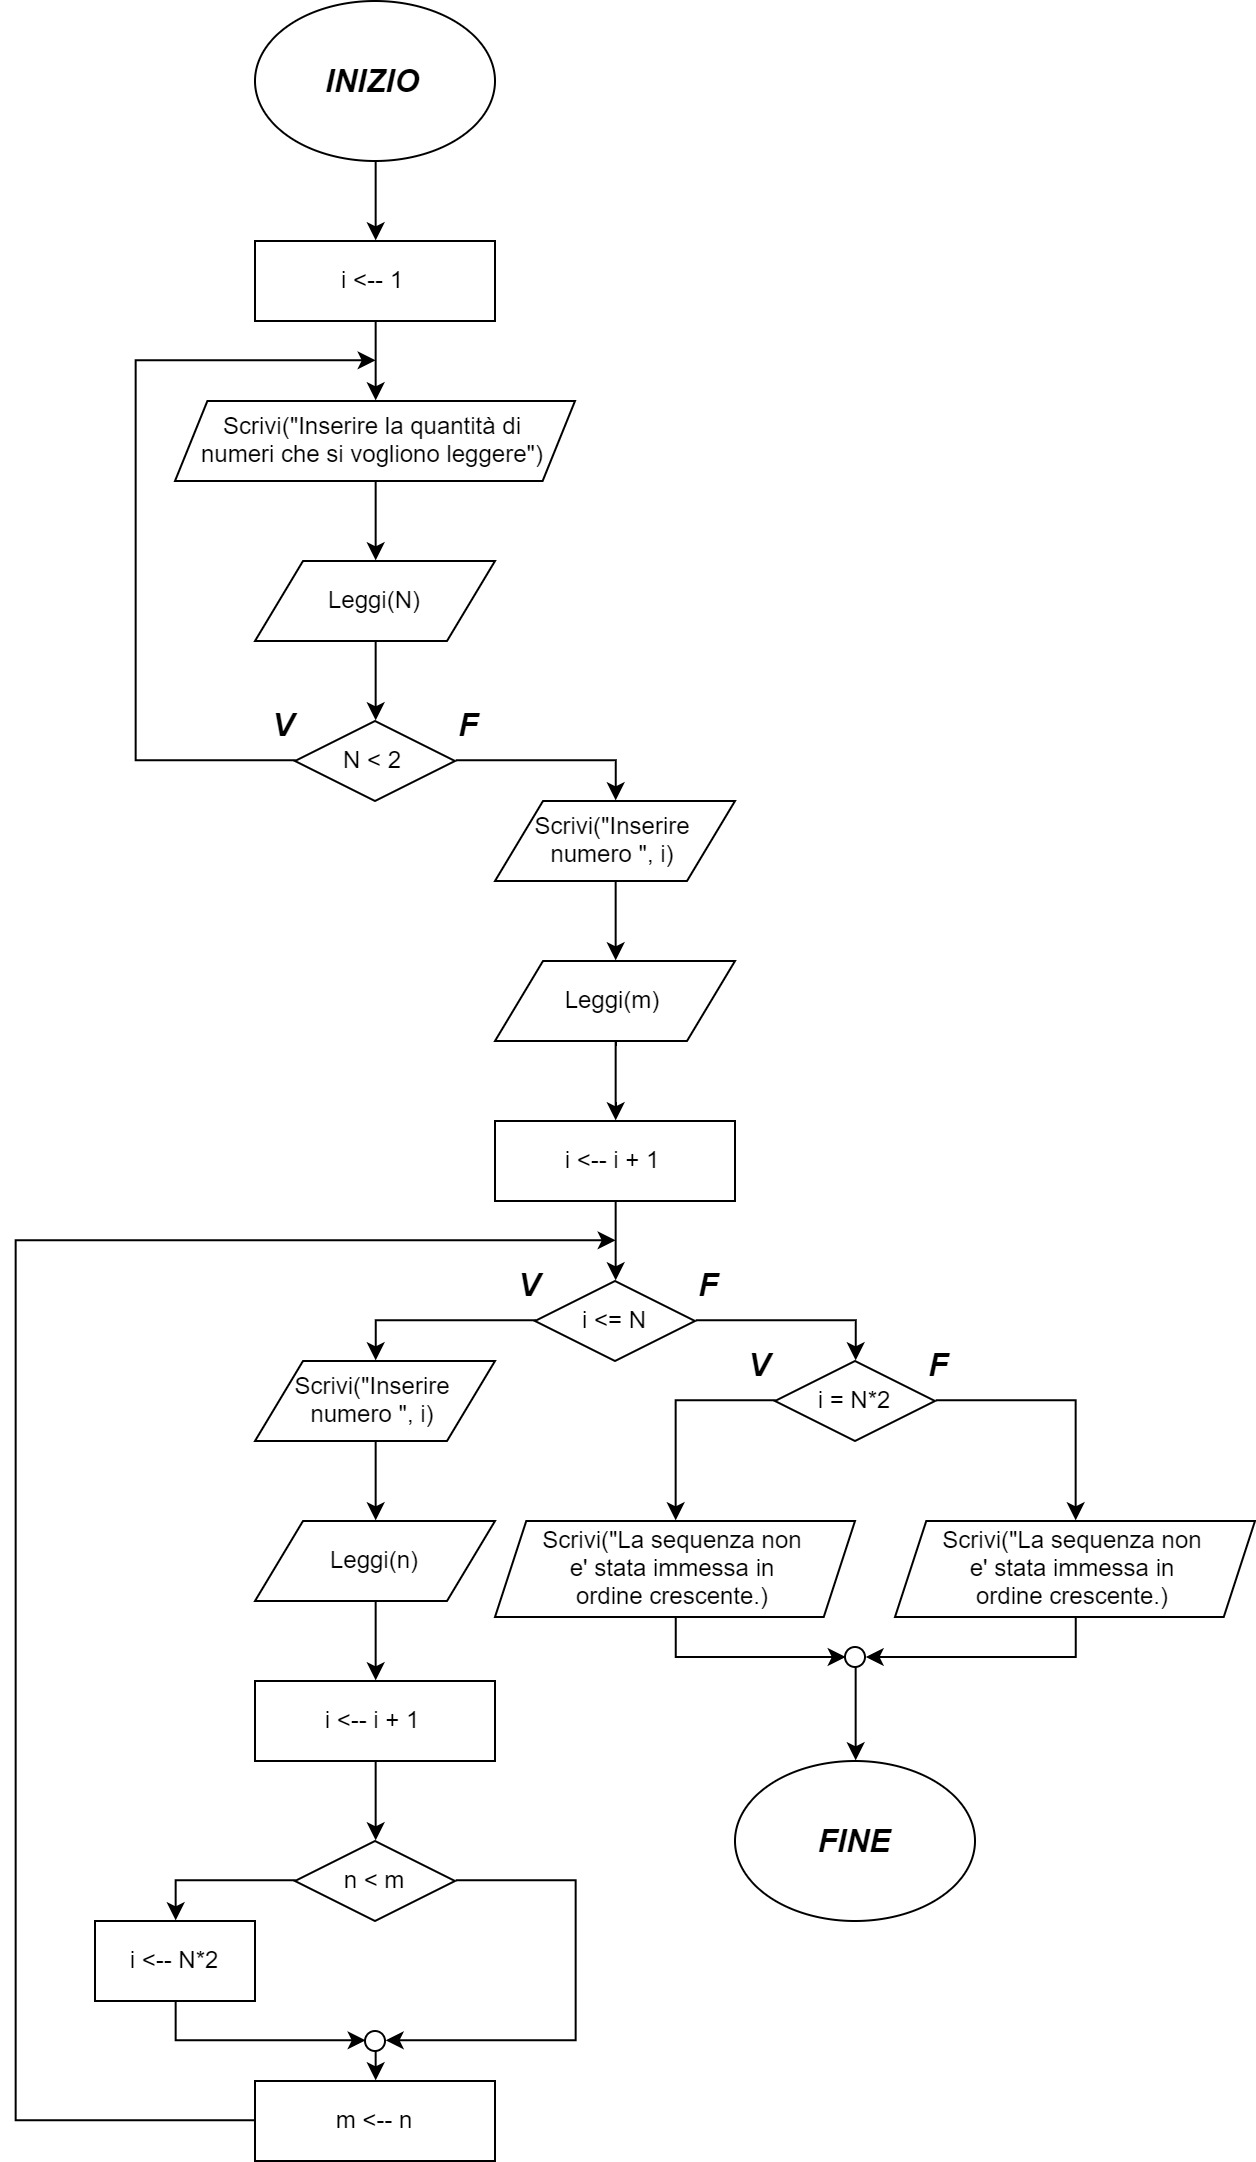 INIZIO
i <-- 1
Scrivi("Inserire la quantità di
numeri che si vogliono leggere")
Leggi(N)
V
F
N < 2
Scrivi("Inserire
numero ", i)
Leggi(m)
i <-- i + 1
V
F
i <= N
Scrivi("Inserire
numero ", i)
Leggi(n)
i <-- i + 1
n < m
i <-- N*2
m <-- n
V
F
i = N*2
Scrivi("La sequenza non
e' stata immessa in
ordine crescente.)
Scrivi("La sequenza non
e' stata immessa in
ordine crescente.)
FINE